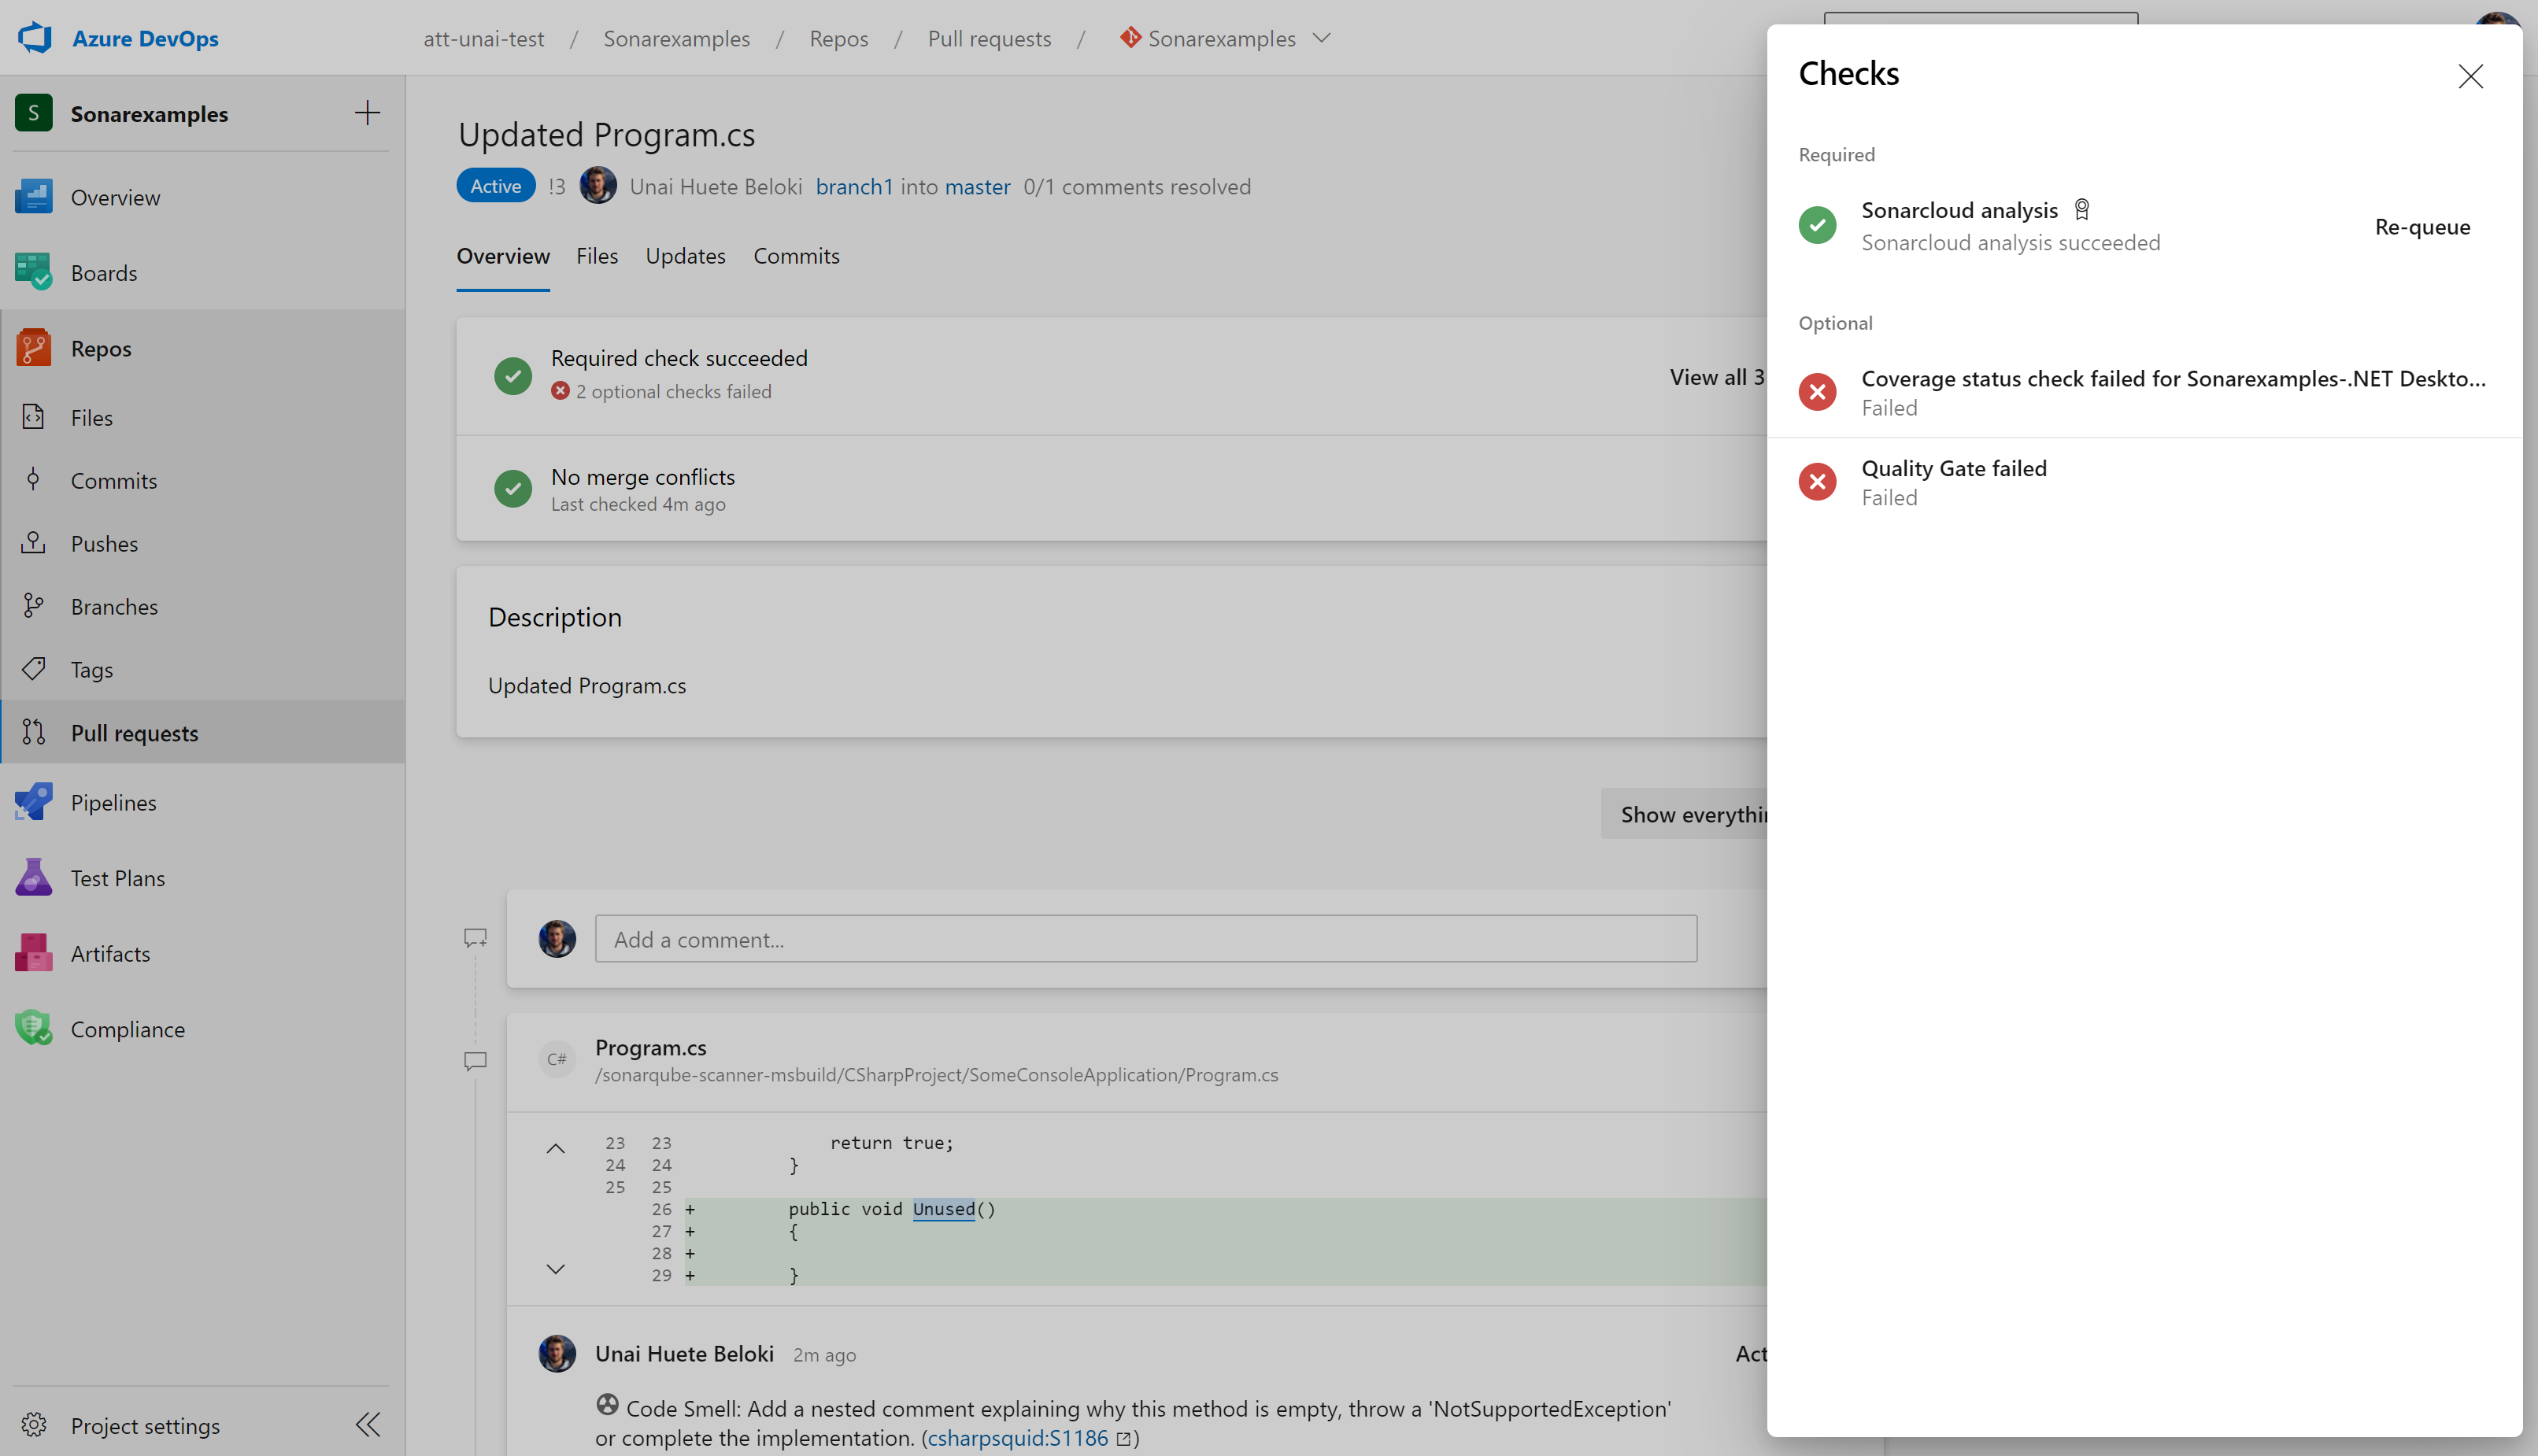 Azure DevOps
att-unai-test / Sonarexamples / Repos / Pull requests / Sonarexamples
S Sonarexamples
Overview
Boards
Repos
Files
Commits
Pushes
Branches
Tags
Pull requests
Pipelines
Test Plans
Artifacts
Compliance
Project settings
Updated Program.cs
Active !3 Unai Huete Beloki branch1 into master 0/1 comments resolved
Overview Files Updates Commits
Required check succeeded
2 optional checks failed
View all 3
No merge conflicts
Last checked 4m ago
Description
Updated Program.cs
Show everythin
Add a comment...
C# Program.cs
/sonarqube-scanner-msbuild/CSharpProject/SomeConsoleApplication/Program.cs
23 23 return true;
24 24 }
25 25
26 + public void Unused()
27 + {
28 +
29 + }
Unai Huete Beloki 2m ago
Act
Code Smell: Add a nested comment explaining why this method is empty, throw a 'NotSupportedException'
or complete the implementation. (csharpsquid:S1186)
Checks
Required
Sonarcloud analysis
Sonarcloud analysis succeeded
Re-queue
Optional
Coverage status check failed for Sonarexamples-.NET Deskto...
Failed
Quality Gate failed
Failed